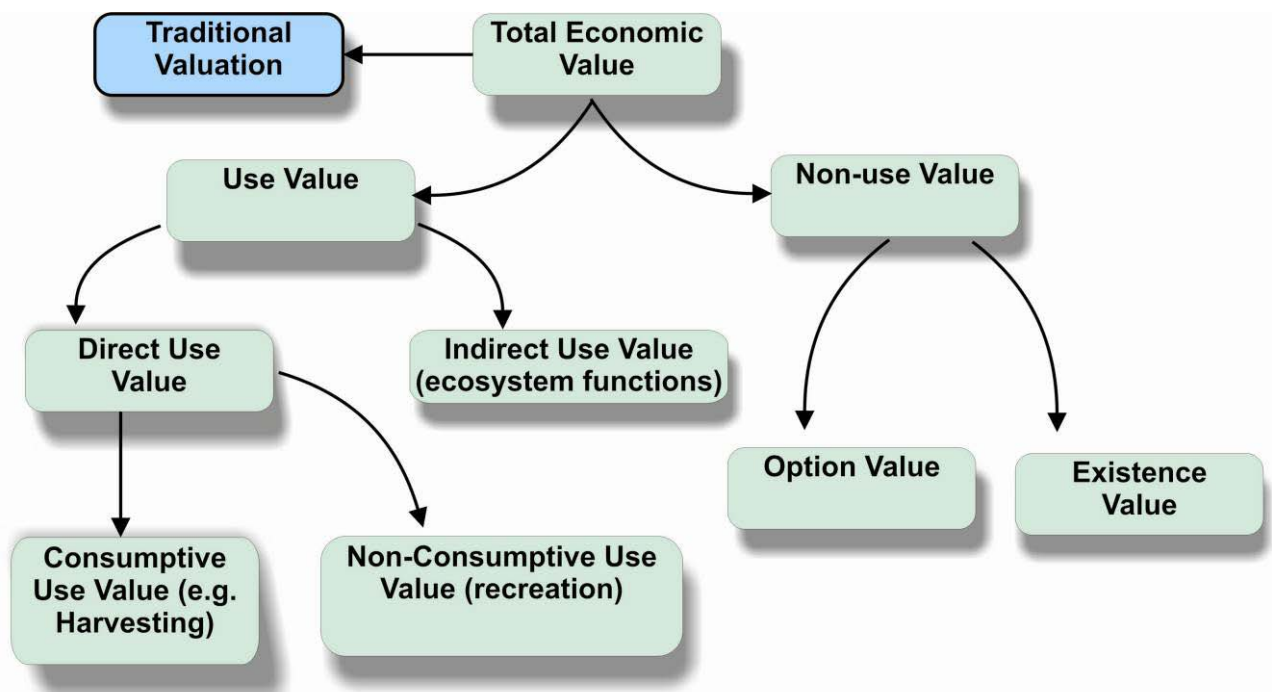 Traditional
Valuation
Total Economic
Value
Use Value
Non-use Value
Direct Use
Value
Indirect Use Value
(ecosystem functions)
Option Value
Existence
Value
Consumptive
Use Value (e.g.
Harvesting)
Non-Consumptive Use
Value (recreation)